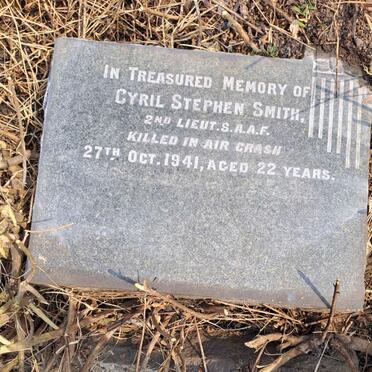 IN TREASURED MEMORY OF
CYRIL STEPHEN SMITH,
2ND LIEUT. S.A.A.F.
KILLED IN AIR CRASH
27TH OCT. 1941, AGED 22 YEARS.